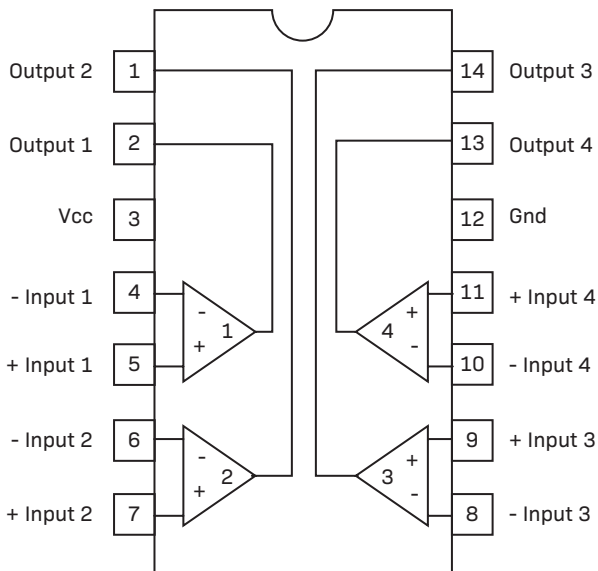 Output 2 1 14 Output 3
Output 1 2 13 Output 4
Vcc 3 12 Gnd
- Input 1 4 - + 11 + Input 4
1 4
+ Input 1 5 + - 10 - Input 4
- Input 2 6 - + 9 + Input 3
2 3
+ Input 2 7 + - 8 - Input 3